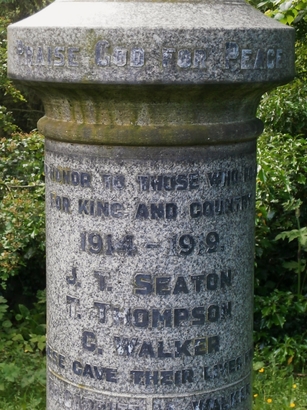 PRAISE GOD FOR PEACE
HONOR TO THOSE WHO
FOR KING AND COUNTRY
1914 - 1919
J. T. SEATON
T. THOMPSON
C. WALKER
GAVE THEIR LIVES